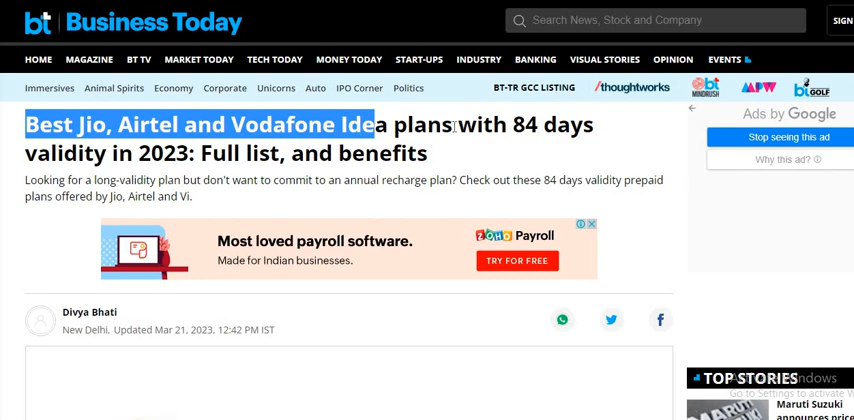 bt Business Today
Search News, Stock and Company
SIGN
HOME MAGAZINE BT TV MARKET TODAY TECH TODAY MONEY TODAY START-UPS INDUSTRY BANKING VISUAL STORIES OPINION EVENTS
Immersives Animal Spirits Economy Corporate Unicorns Auto IPO Corner Politics BT-TR GCC LISTING /thoughtworks bt MINDRUSH MPW bt GOLF
Best Jio, Airtel and Vodafone Idea plans with 84 days
validity in 2023: Full list, and benefits
Looking for a long-validity plan but don't want to commit to an annual recharge plan? Check out these 84 days validity prepaid
plans offered by Jio, Airtel and Vi.
Ads by Google
Stop seeing this ad
Why this ad?
Most loved payroll software.
Made for Indian businesses.
ZOHO Payroll
TRY FOR FREE
Divya Bhati
New Delhi, Updated Mar 21, 2023, 12:42 PM IST
TOP STORIES
Go to Settings to activate W
Maruti Suzuki
announces price